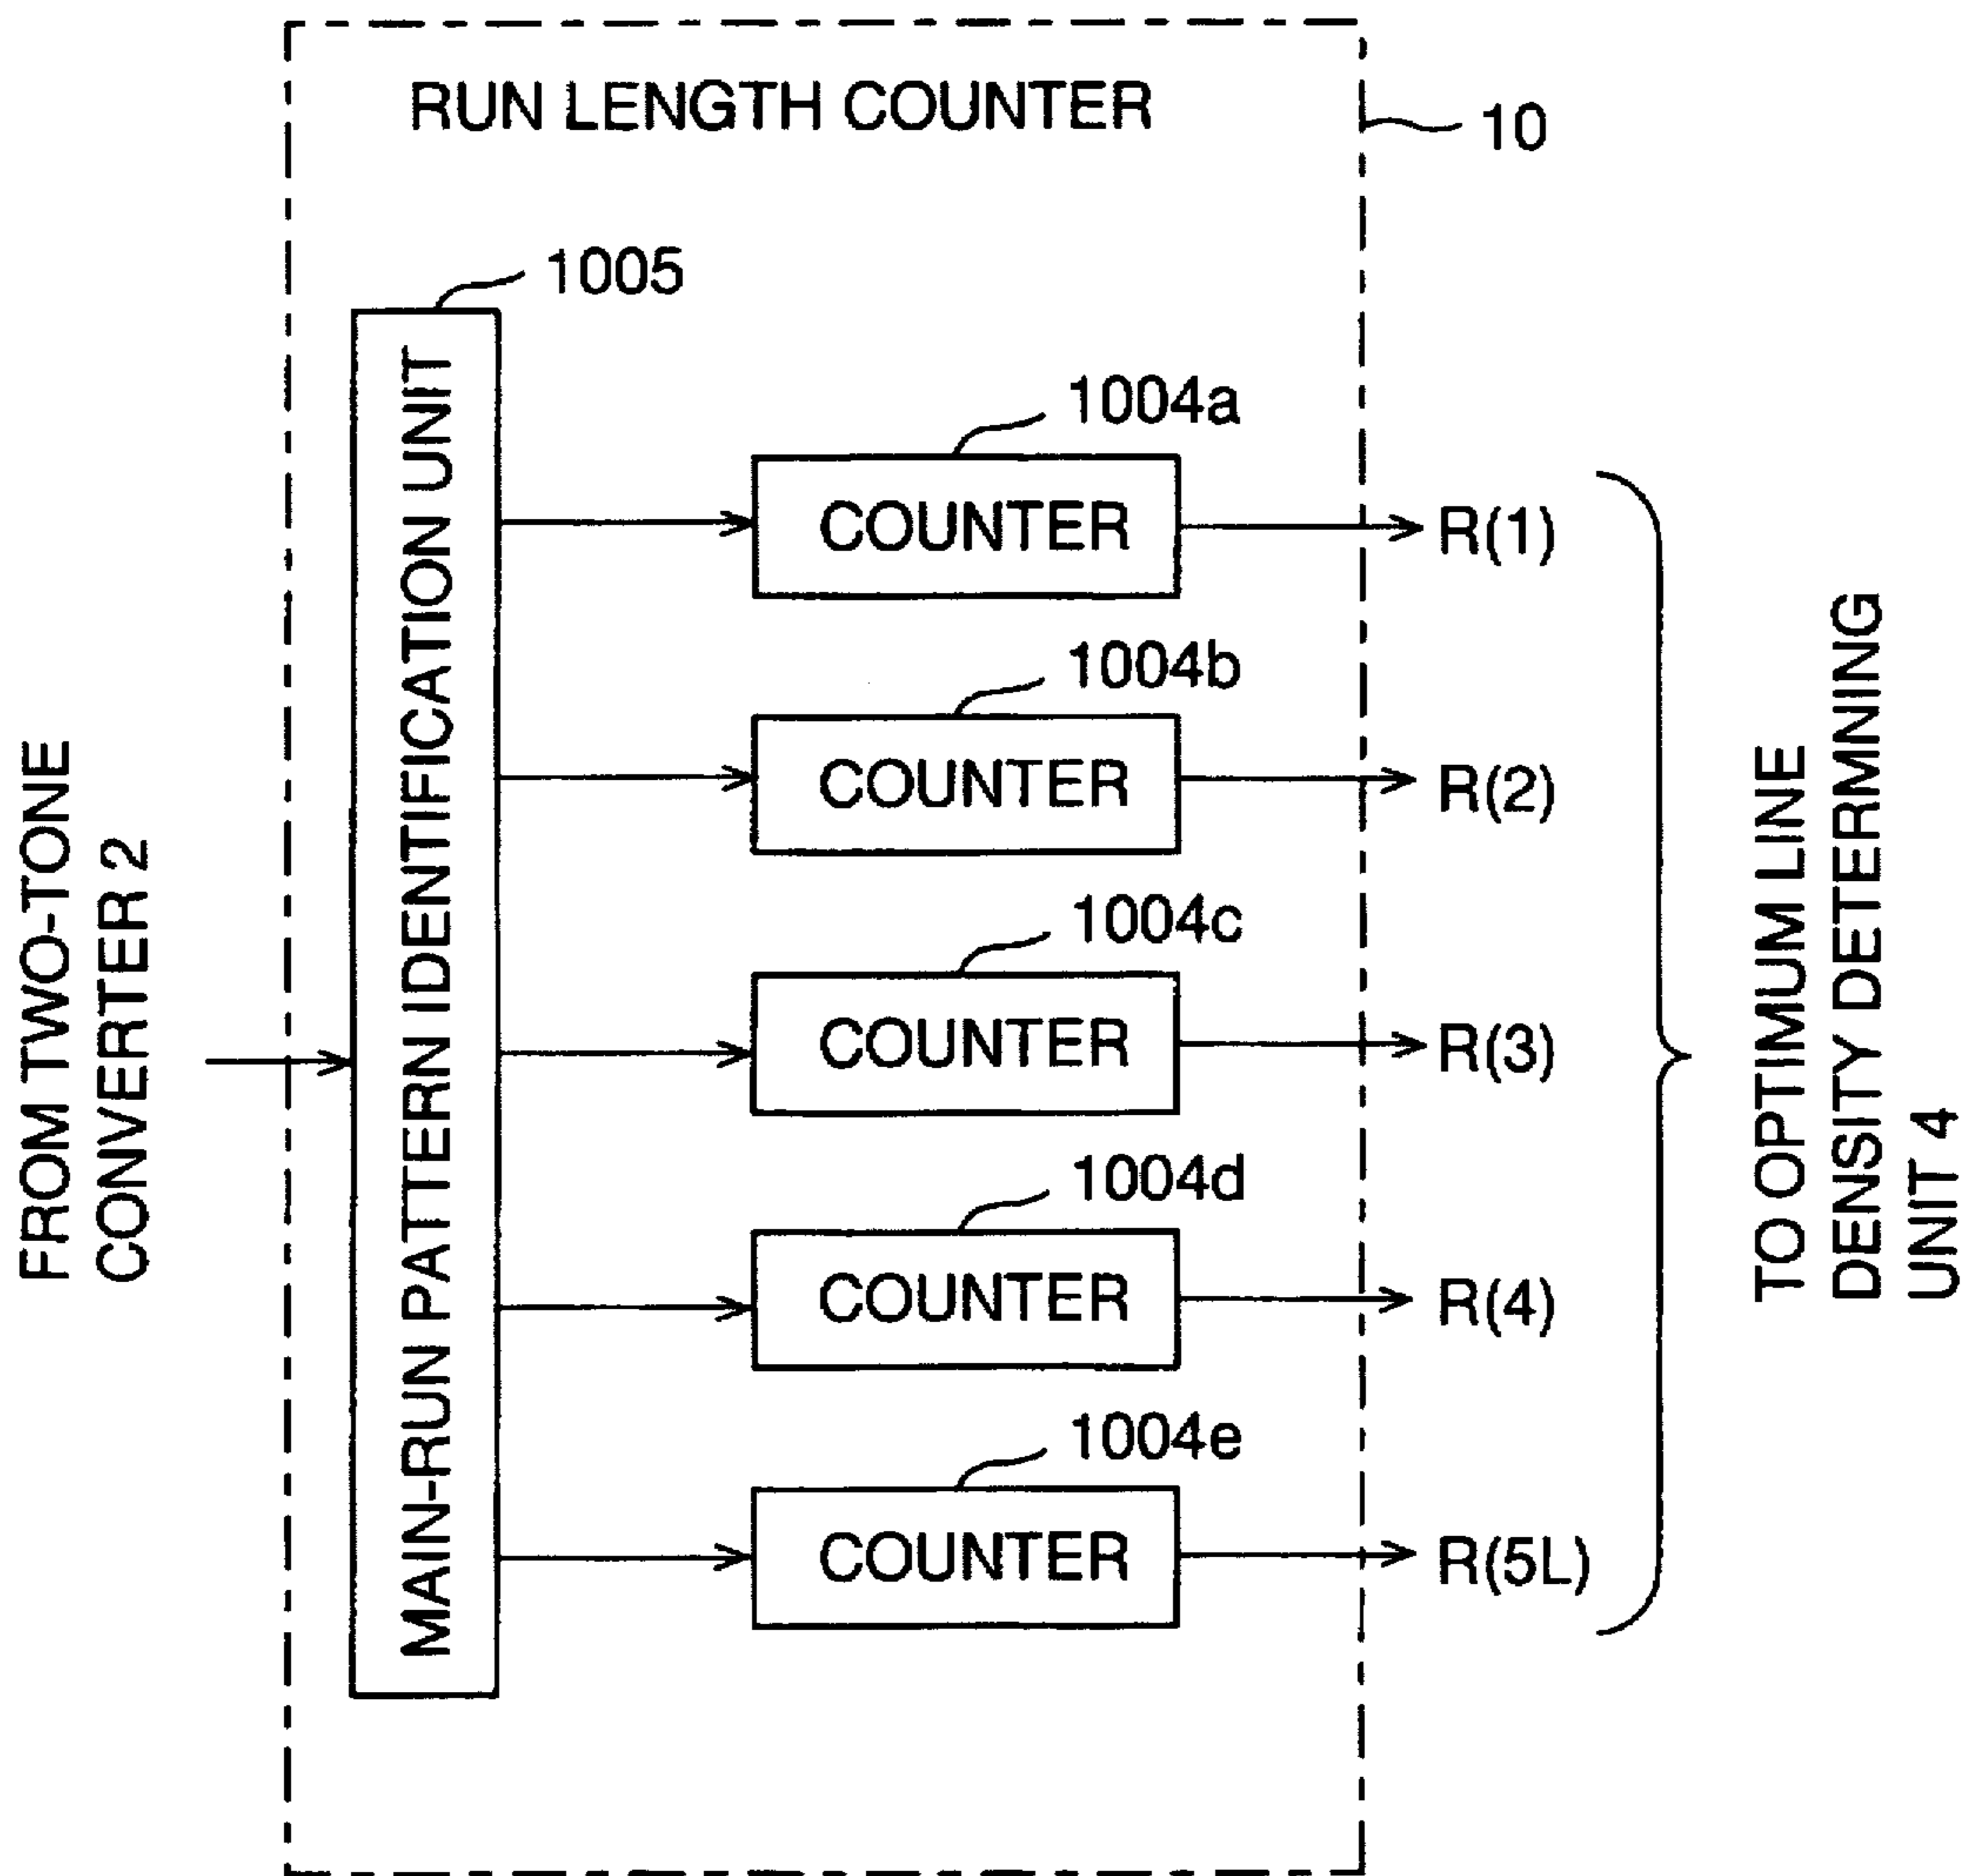 RUN LENGTH COUNTER
10
1005
MAIN-RUN PATTERN IDENTIFICATION UNIT
FROM TWO-TONE
CONVERTER 2
1004a
COUNTER
R(1)
1004b
COUNTER
R(2)
1004c
COUNTER
R(3)
1004d
COUNTER
R(4)
1004e
COUNTER
R(5L)
TO OPTIMUM LINE
DENSITY DETERMNING
UNIT 4